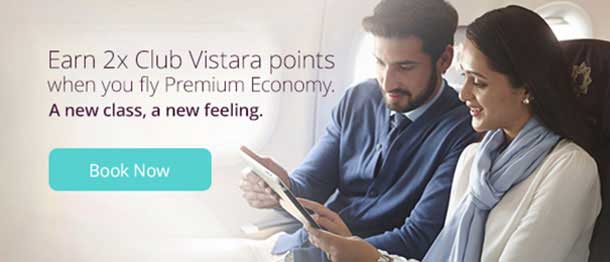 Earn 2x Club Vistara points
when you fly Premium Economy.
A new class, a new feeling.
Book Now